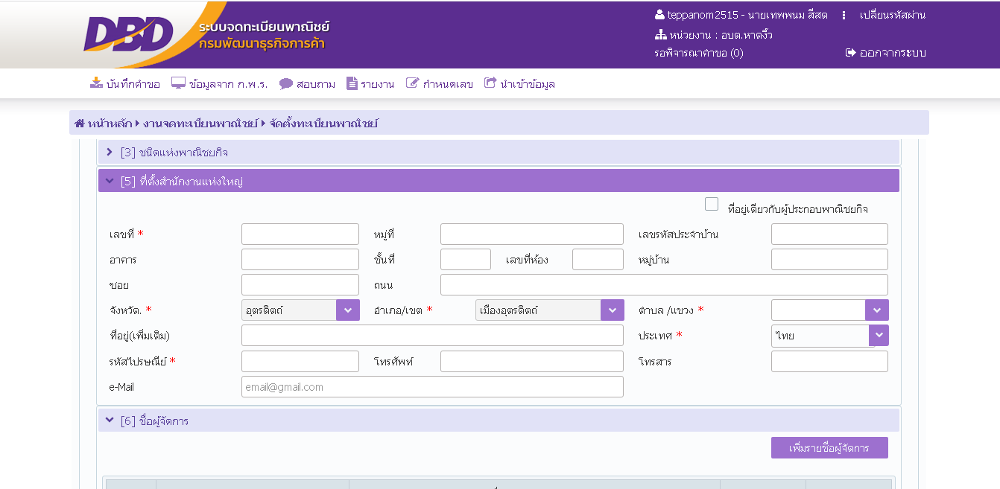 DBD ระบบจดทะเบียนพาณิชย์
กรมพัฒนาธุรกิจการค้า
teppanom2515 - นายเทพพนม สีสด เปลี่ยนรหัสผ่าน
หน่วยงาน : อบต.หาดงิ้ว
รอพิจารณาคำขอ (0) ออกจากระบบ
บันทึกคำขอ ข้อมูลจาก ก.พ.ร. สอบถาม รายงาน กำหนดเลข นำเข้าข้อมูล
หน้าหลัก งานจดทะเบียนพาณิชย์ จัดตั้งทะเบียนพาณิชย์
[3] ชนิดแห่งพาณิชยกิจ
[5] ที่ตั้งสำนักงานแห่งใหญ่
ที่อยู่เดียวกับผู้ประกอบพาณิชยกิจ
เลขที่ * หมู่ที่ เลขรหัสประจำบ้าน
อาคาร ชั้นที่ เลขที่ห้อง หมู่บ้าน
ซอย ถนน
จังหวัด. * อุตรดิตถ์ อำเภอ/เขต * เมืองอุตรดิตถ์ ตำบล /แขวง *
ที่อยู่(เพิ่มเติม) ประเทศ * ไทย
รหัสไปรษณีย์ * โทรศัพท์ โทรสาร
e-Mail email@gmail.com
[6] ชื่อผู้จัดการ
เพิ่มรายชื่อผู้จัดการ